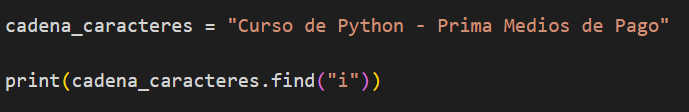 cadena_caracteres = "Curso de Python - Prima Medios de Pago"
print(cadena_caracteres.find("i"))